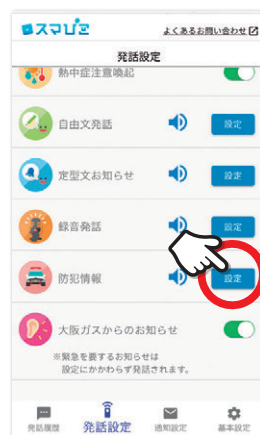 スマぴぴ
よくあるお問い合わせ
発話設定
熱中症注意喚起
自由文発話
設定
定型文お知らせ
設定
録音発話
設定
防犯情報
設定
大阪ガスからのお知らせ
※緊急を要するお知らせは
設定にかかわらず発話されます。
発話履歴
発話設定
通知設定
基本設定